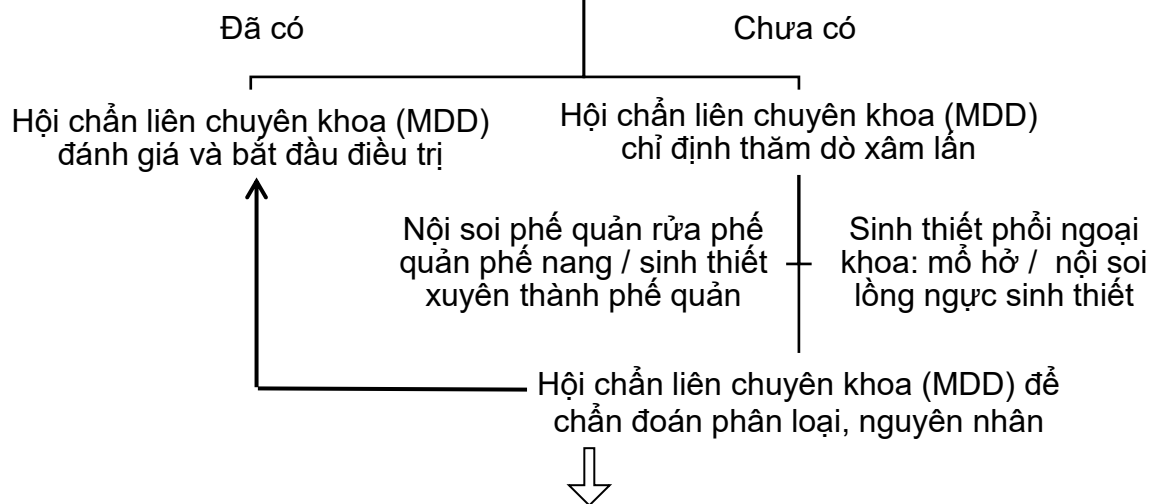 Đã có
Chưa có
Hội chẩn liên chuyên khoa (MDD)
đánh giá và bắt đầu điều trị
Hội chẩn liên chuyên khoa (MDD)
chỉ định thăm dò xâm lấn
Nội soi phế quản rửa phế
quản phế nang / sinh thiết
xuyên thành phế quản
Sinh thiết phổi ngoại
khoa: mổ hở / nội soi
lồng ngực sinh thiết
Hội chẩn liên chuyên khoa (MDD) để
chẩn đoán phân loại, nguyên nhân